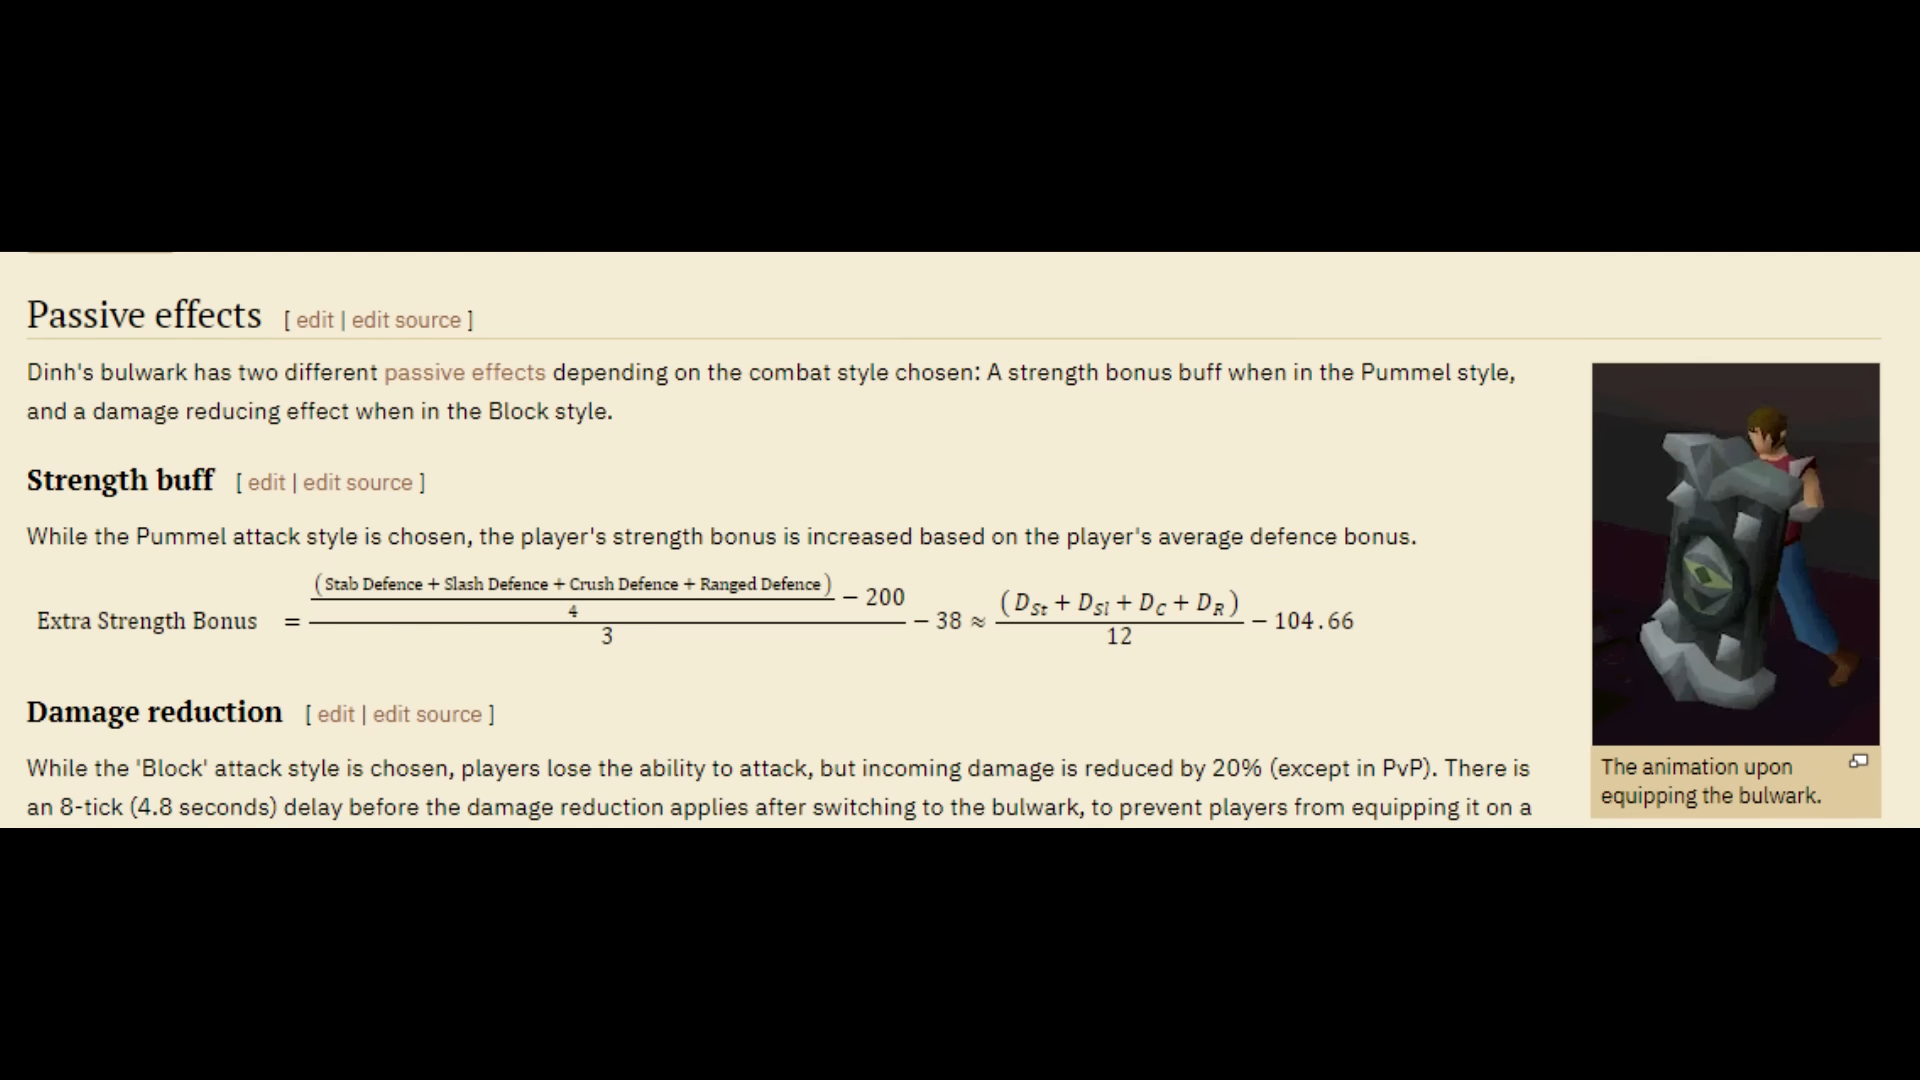 Passive effects [ edit | edit source ]
Dinh's bulwark has two different passive effects depending on the combat style chosen: A strength bonus buff when in the Pummel style,
and a damage reducing effect when in the Block style.
Strength buff [ edit | edit source ]
While the Pummel attack style is chosen, the player's strength bonus is increased based on the player's average defence bonus.
Extra Strength Bonus = (((Stab Defence + Slash Defence + Crush Defence + Ranged Defence) / 4 − 200) / 3) − 38 ≈ (D_St + D_Sl + D_C + D_R) / 12 − 104.66
Damage reduction [ edit | edit source ]
While the 'Block' attack style is chosen, players lose the ability to attack, but incoming damage is reduced by 20% (except in PvP). There is
an 8-tick (4.8 seconds) delay before the damage reduction applies after switching to the bulwark, to prevent players from equipping it on a
The animation upon
equipping the bulwark.